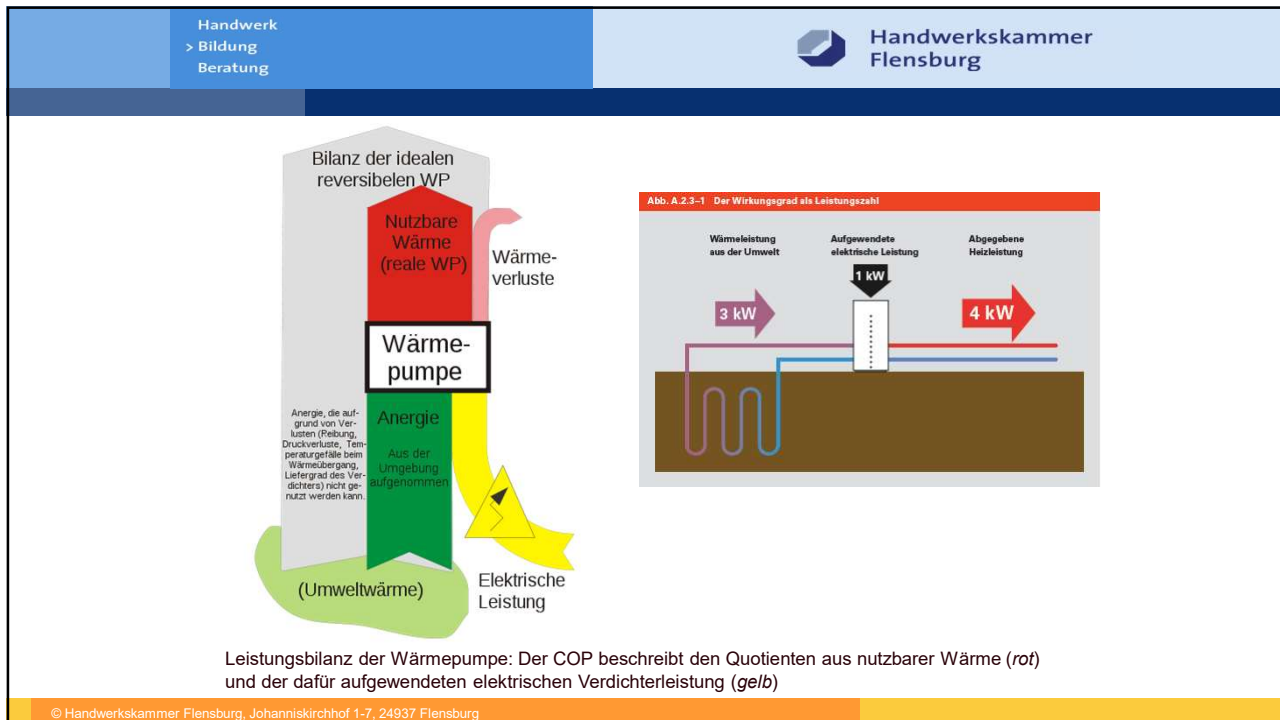 Handwerk
> Bildung
Beratung
Handwerkskammer
Flensburg
Bilanz der idealen
reversibelen WP
Nutzbare
Wärme
(reale WP)
Wärme-
verluste
Wärme-
pumpe
Anergie, die auf-
grund von Ver-
lusten (Reibung,
Druckverluste, Tem-
peraturgefälle beim
Wärmeübergang,
Liefergrad des Ver-
dichters) nicht ge-
nutzt werden kann.
Anergie
Aus der
Umgebung
aufgenommen
(Umweltwärme)
Elektrische
Leistung
Abb. A.2.3–1 Der Wirkungsgrad als Leistungszahl
Wärmeleistung
aus der Umwelt
Aufgewendete
elektrische Leistung
Abgegebene
Heizleistung
1 kW
3 kW
4 kW
Leistungsbilanz der Wärmepumpe: Der COP beschreibt den Quotienten aus nutzbarer Wärme (rot)
und der dafür aufgewendeten elektrischen Verdichterleistung (gelb)
© Handwerkskammer Flensburg, Johanniskirchhof 1-7, 24937 Flensburg